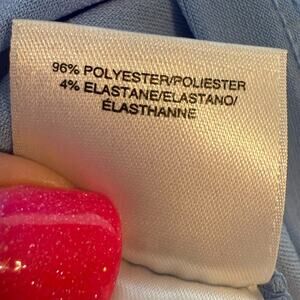 96% POLYESTER/POLIESTER
4% ELASTANE/ELASTANO/
ÉLASTHANNE